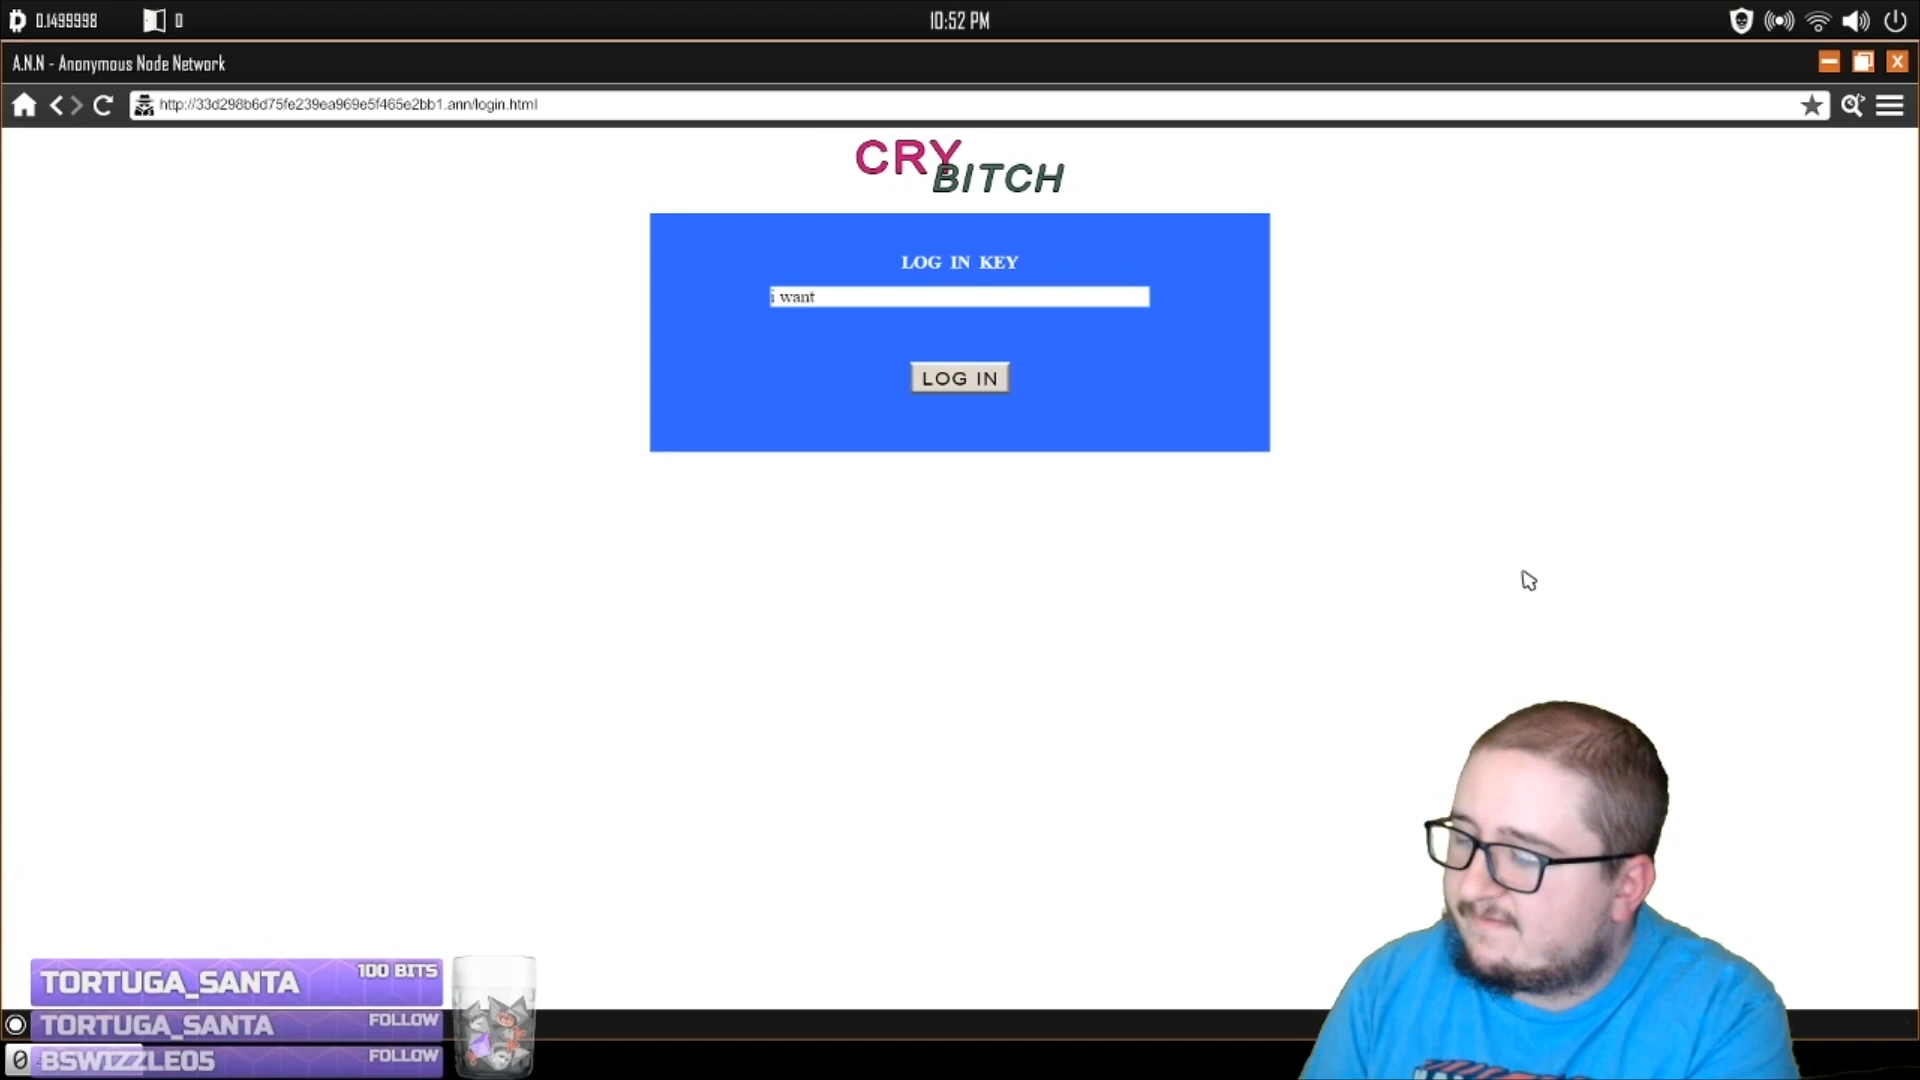 0.1499998
0
10:52 PM
A.N.N - Anonymous Node Network
http://33d298b6d75fe239ea969e5f465e2bb1.ann/login.html
CRY
BITCH
LOG IN KEY
i want
LOG IN
TORTUGA_SANTA 100 BITS
TORTUGA_SANTA FOLLOW
0 BSWIZZLE05 FOLLOW